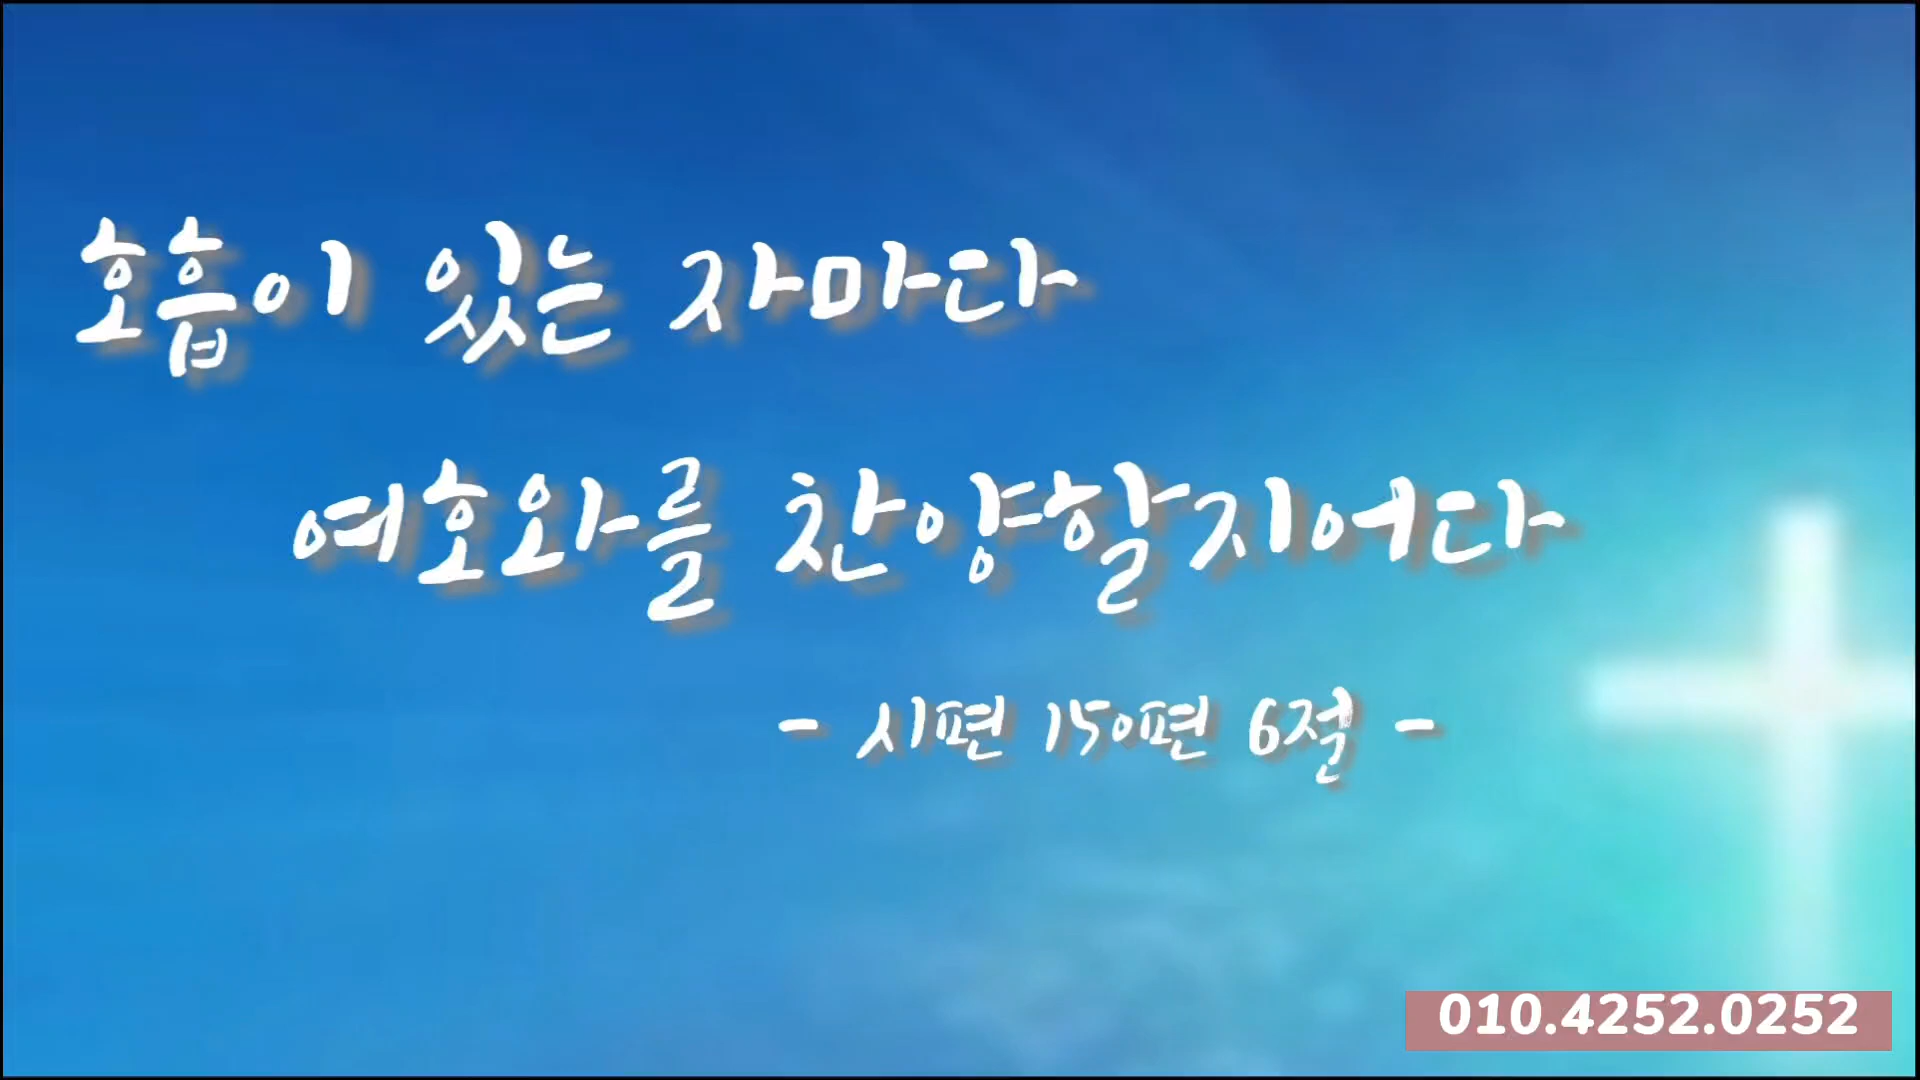 호흡이 있는 자마다
여호와를 찬양할지어다
- 시편 150편 6절 -
010.4252.0252